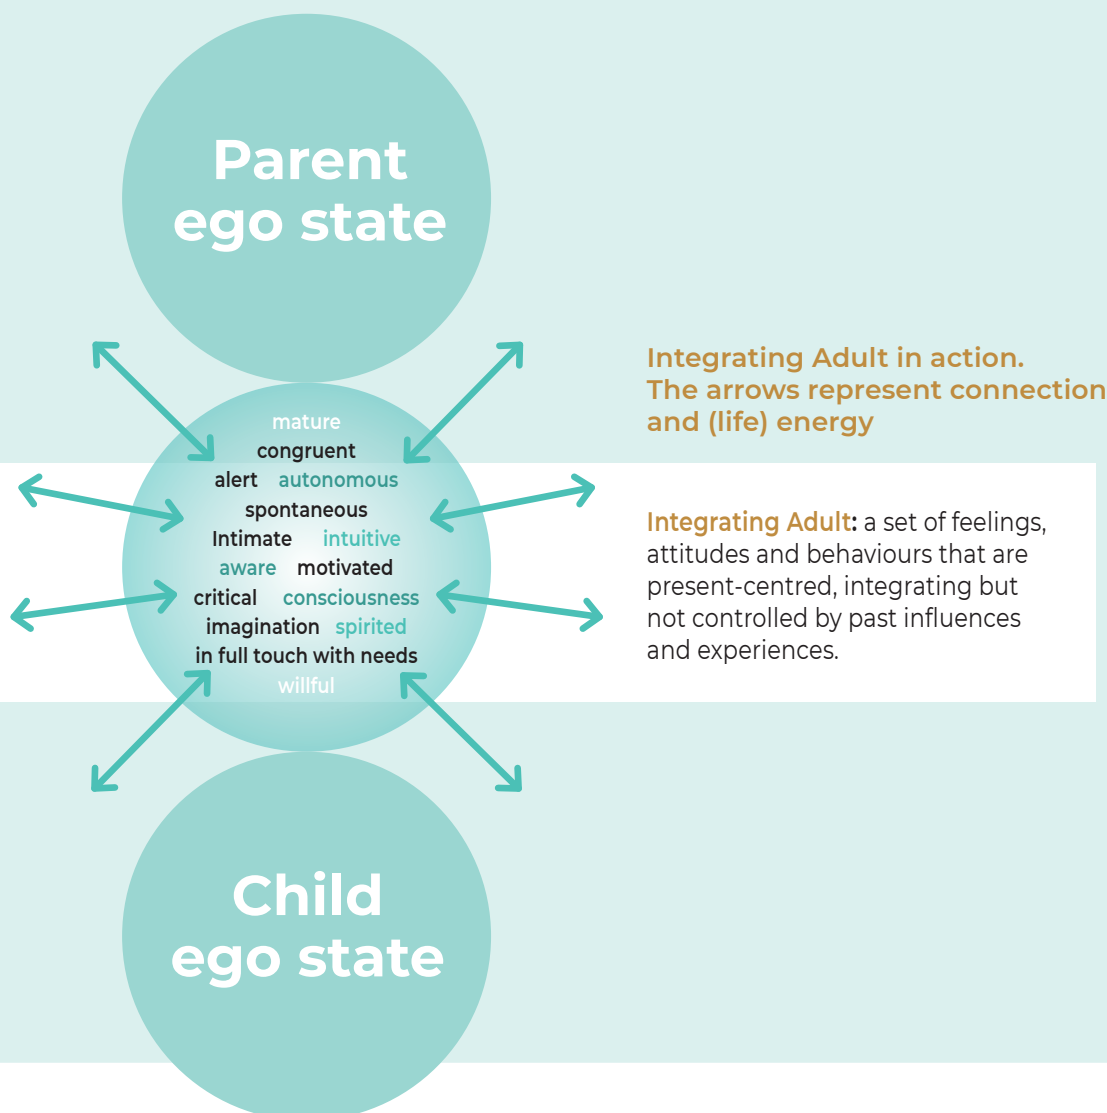 Parent
ego state
Integrating Adult in action.
The arrows represent connection
and (life) energy
mature
congruent
alert autonomous
spontaneous
Intimate intuitive
aware motivated
critical consciousness
imagination spirited
in full touch with needs
willful
Integrating Adult: a set of feelings,
attitudes and behaviours that are
present-centred, integrating but
not controlled by past influences
and experiences.
Child
ego state